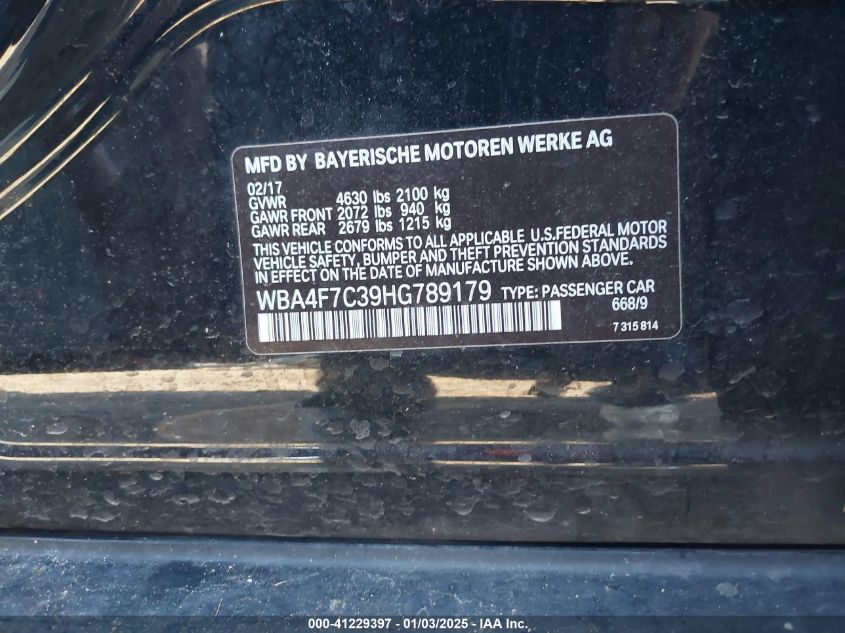 MFD BY BAYERISCHE MOTOREN WERKE AG
02/17
GVWR 4630 lbs 2100 kg
GAWR FRONT 2072 lbs 940 kg
GAWR REAR 2679 lbs 1215 kg
THIS VEHICLE CONFORMS TO ALL APPLICABLE U.S.FEDERAL MOTOR
VEHICLE SAFETY, BUMPER AND THEFT PREVENTION STANDARDS
IN EFFECT ON THE DATE OF MANUFACTURE SHOWN ABOVE.
WBA4F7C39HG789179 TYPE: PASSENGER CAR
668/9
7 315 814
000-41229397 - 01/03/2025 - IAA Inc.